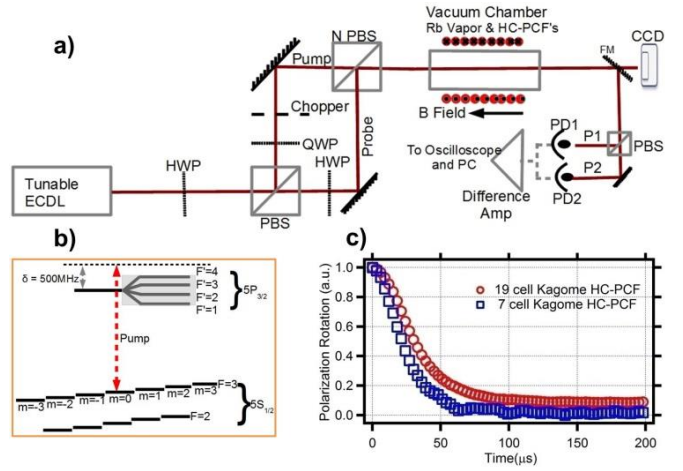 a)
N PBS
Vacuum Chamber
Rb Vapor & HC-PCF's
CCD
FM
Pump
Chopper
QWP
HWP
HWP
Probe
B Field
PD1
P1
PBS
P2
PD2
To Oscilloscope
and PC
Difference
Amp
Tunable
ECDL
PBS
b)
δ = 500MHz
F'=4
F'=3
F'=2
F'=1
5P3/2
Pump
m=-3
m=-2
m=-1
m=0
m=1
m=2
m=3
F=3
F=2
5S1/2
c)
Polarization Rotation (a.u.)
1.0
0.8
0.6
0.4
0.2
0.0
19 cell Kagome HC-PCF
7 cell Kagome HC-PCF
0
50
100
150
200
Time(µs)